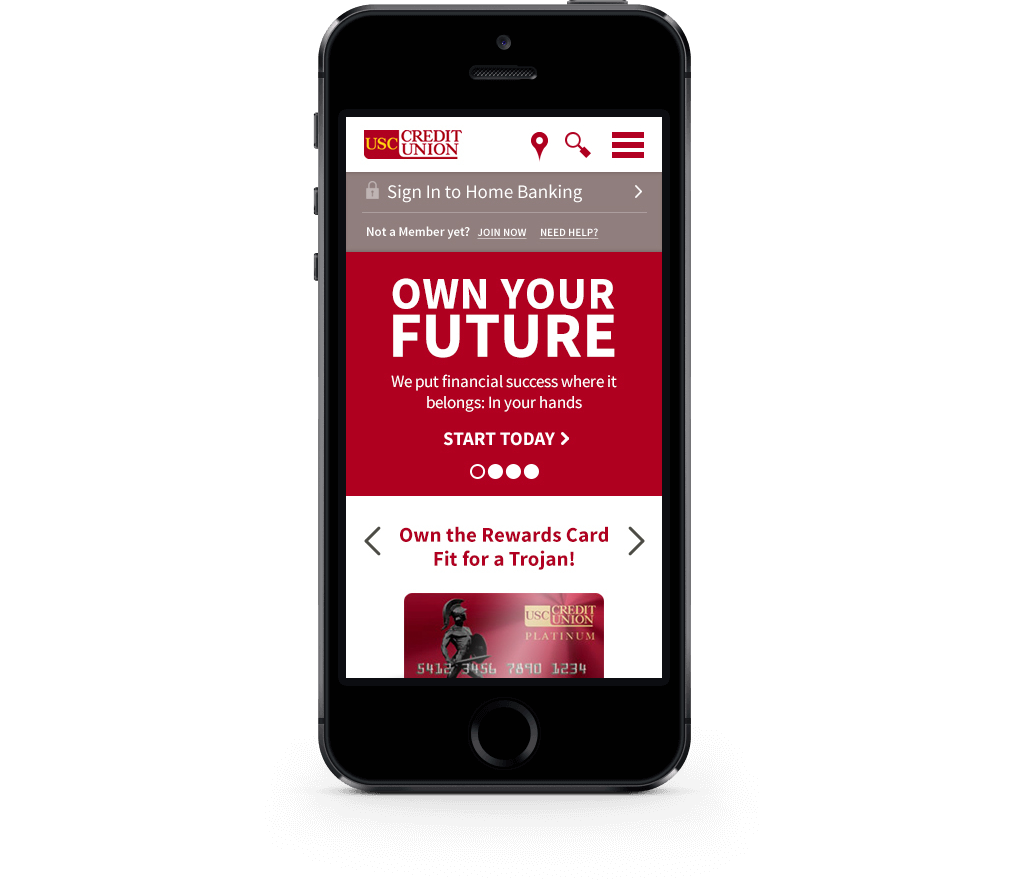 USC CREDIT UNION
Sign In to Home Banking
Not a Member yet? JOIN NOW NEED HELP?
OWN YOUR
FUTURE
We put financial success where it
belongs: In your hands
START TODAY
Own the Rewards Card
Fit for a Trojan!
USC CREDIT UNION
PLATINUM
5412 3456 7890 1234